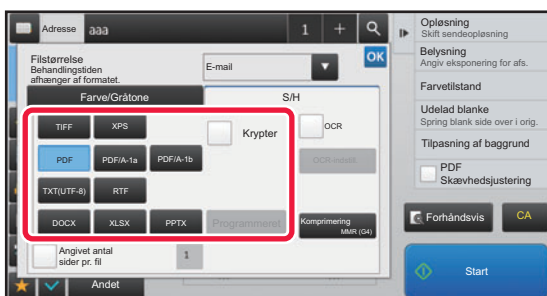 Adresse
aaa
1
+
Opløsning
Skift sendeopløsning
Filstørrelse
Behandlingstiden
afhænger af formatet.
E-mail
OK
Belysning
Angiv eksponering for afs.
Farve/Gråtone
S/H
Farvetilstand
Udelad blanke
Spring blank side over i orig.
TIFF
XPS
Krypter
OCR
Tilpasning af baggrund
PDF
PDF/A-1a
PDF/A-1b
PDF
Skævhedsjustering
TXT(UTF-8)
RTF
DOCX
XLSX
PPTX
Programmeret
Komprimering
MMR (G4)
Forhåndsvis
CA
Angivet antal
sider pr. fil
1
Start
Andet